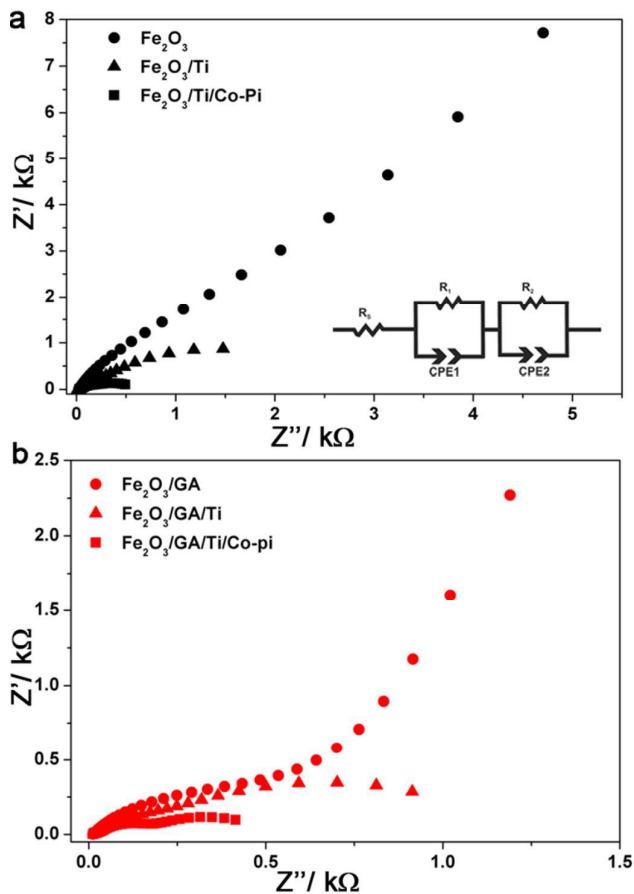 a
Fe₂O₃
Fe₂O₃/Ti
Fe₂O₃/Ti/Co-Pi
8
7
6
5
4
3
2
1
0
Z'/ kΩ
R₁
R₂
Rₛ
CPE1
CPE2
0 1 2 3 4 5
Z''/ kΩ
b
Fe₂O₃/GA
Fe₂O₃/GA/Ti
Fe₂O₃/GA/Ti/Co-pi
2.5
2.0
1.5
1.0
0.5
0.0
Z'/ kΩ
0.0 0.5 1.0 1.5
Z''/ kΩ